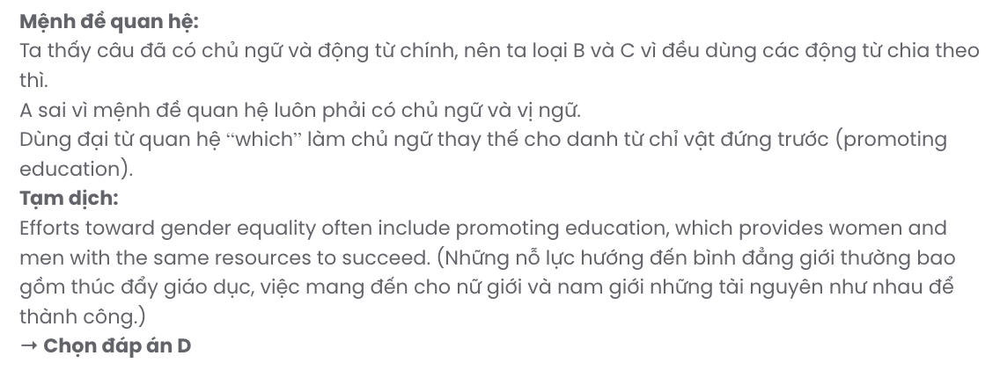 Mệnh đề quan hệ:
Ta thấy câu đã có chủ ngữ và động từ chính, nên ta loại B và C vì đều dùng các động từ chia theo
thì.
A sai vì mệnh đề quan hệ luôn phải có chủ ngữ và vị ngữ.
Dùng đại từ quan hệ “which” làm chủ ngữ thay thế cho danh từ chỉ vật đứng trước (promoting
education).
Tạm dịch:
Efforts toward gender equality often include promoting education, which provides women and
men with the same resources to succeed. (Những nỗ lực hướng đến bình đẳng giới thường bao
gồm thúc đẩy giáo dục, việc mang đến cho nữ giới và nam giới những tài nguyên như nhau để
thành công.)
→ Chọn đáp án D